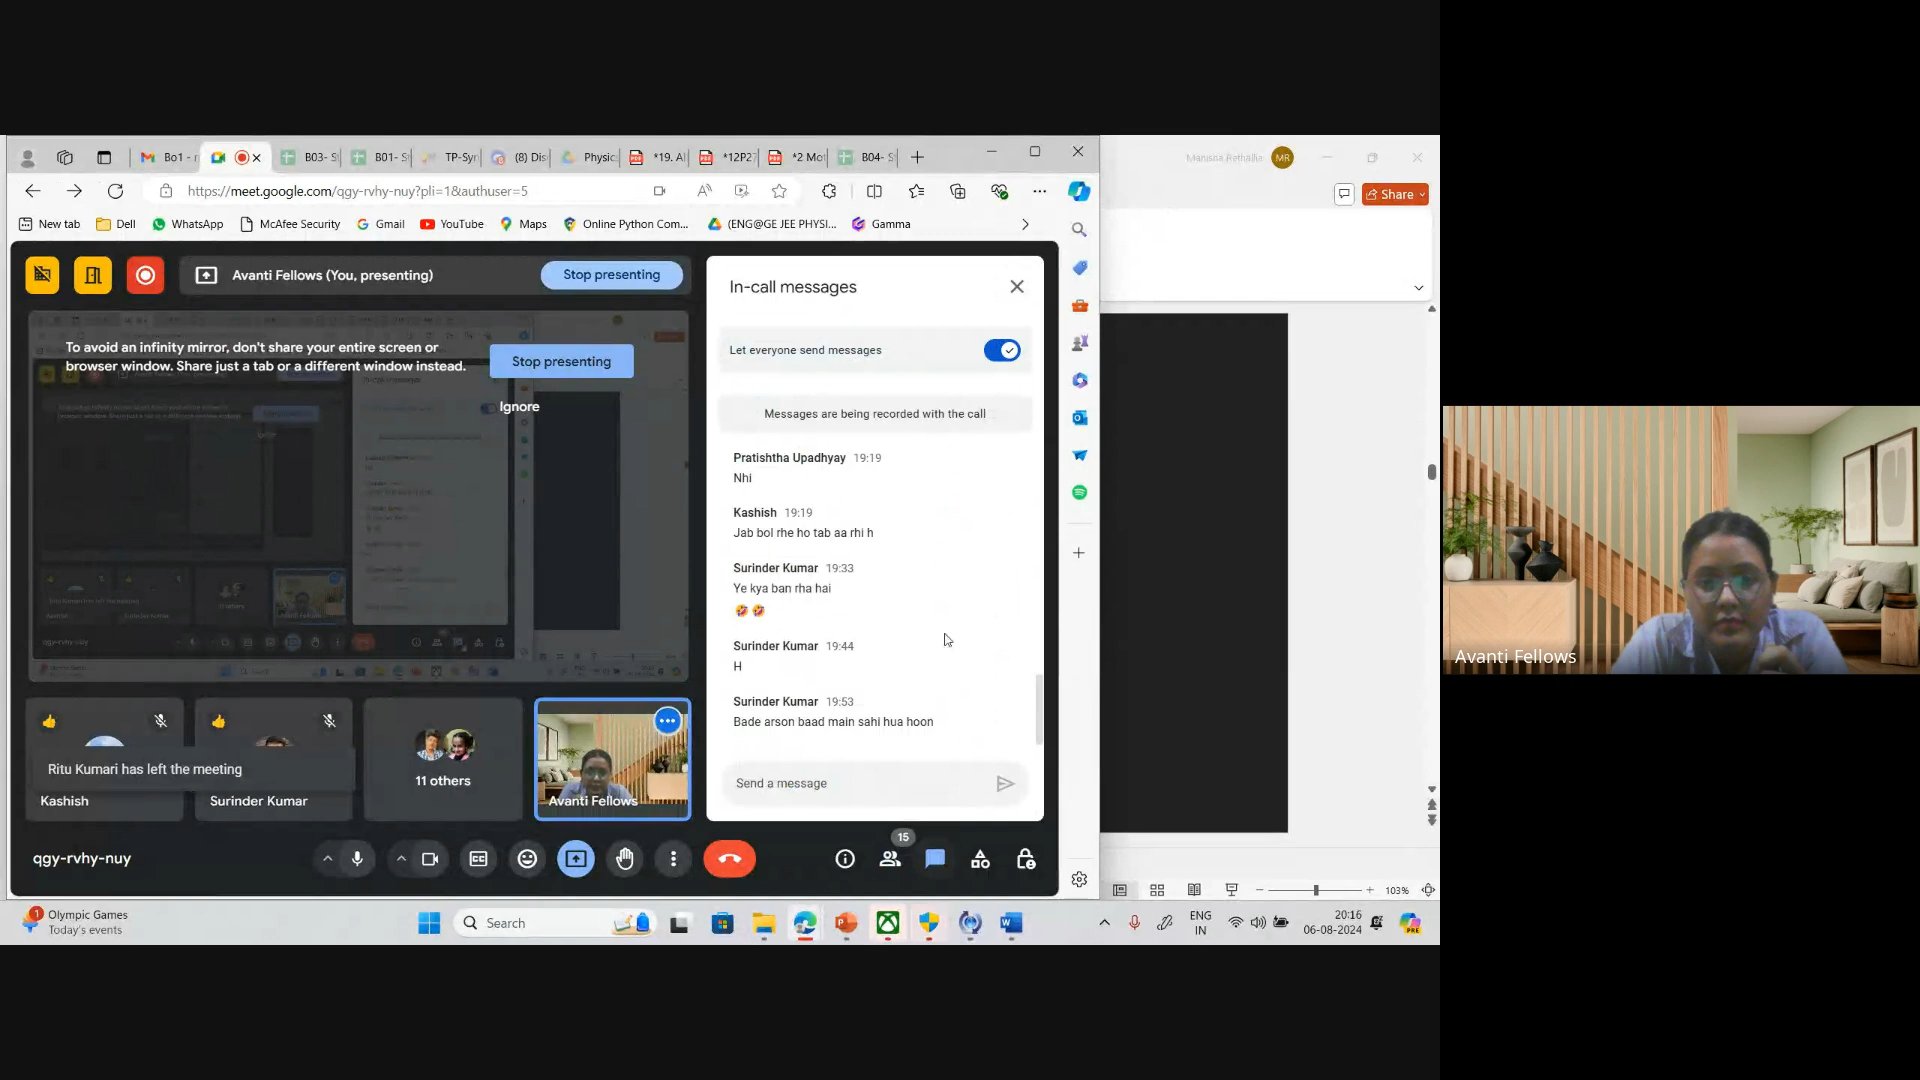 Bo1 - r
B03- S
B01- S
TP-Syr
(8) Dis
Physic
*19. A
*12P2
*2 Mo
B04- S
https://meet.google.com/qgy-rvhy-nuy?pli=1&authuser=5
New tab
Dell
WhatsApp
McAfee Security
Gmail
YouTube
Maps
Online Python Com...
(ENG@GE JEE PHYSI...
Gamma
MR
Share
Avanti Fellows (You, presenting)
Stop presenting
To avoid an infinity mirror, don't share your entire screen or
browser window. Share just a tab or a different window instead.
Stop presenting
Ignore
In-call messages
Let everyone send messages
Messages are being recorded with the call
Pratishtha Upadhyay 19:19
Nhi
Kashish 19:19
Jab bol rhe ho tab aa rhi h
Surinder Kumar 19:33
Ye kya ban rha hai
🤣 🤣
Surinder Kumar 19:44
H
Surinder Kumar 19:53
Bade arson baad main sahi hua hoon
Send a message
Ritu Kumari has left the meeting
Kashish
Surinder Kumar
11 others
Avanti Fellows
qgy-rvhy-nuy
15
103%
1
Olympic Games
Today's events
Search
ENG
IN
20:16
06-08-2024
PRE
Avanti Fellows